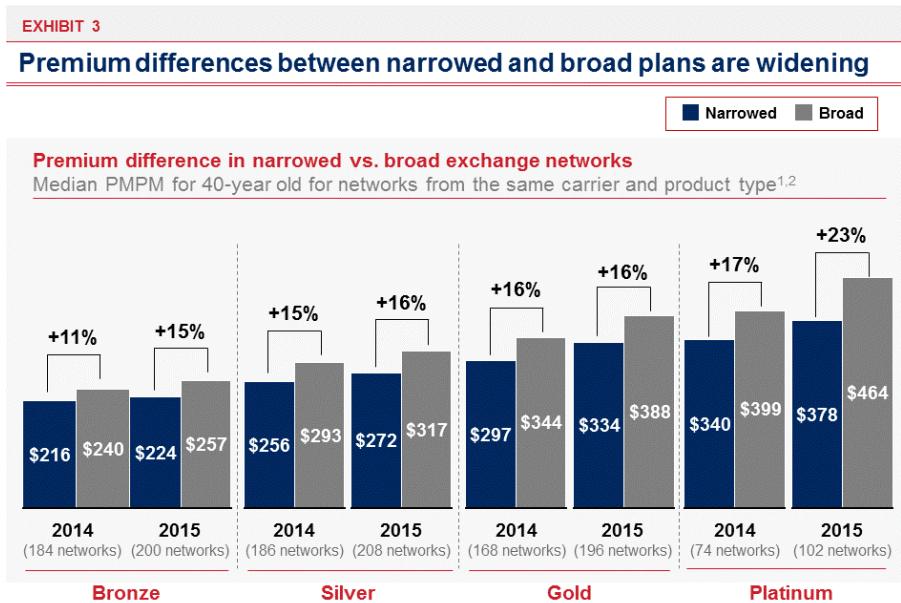 EXHIBIT 3
Premium differences between narrowed and broad plans are widening
Narrowed Broad
Premium difference in narrowed vs. broad exchange networks
Median PMPM for 40-year old for networks from the same carrier and product type1,2
+11% +15% +15% +16% +16% +16% +17% +23%
$216 $240 $224 $257 $256 $293 $272 $317 $297 $344 $334 $388 $340 $399 $378 $464
2014 2015 2014 2015 2014 2015 2014 2015
(184 networks) (200 networks) (186 networks) (208 networks) (168 networks) (196 networks) (74 networks) (102 networks)
Bronze Silver Gold Platinum